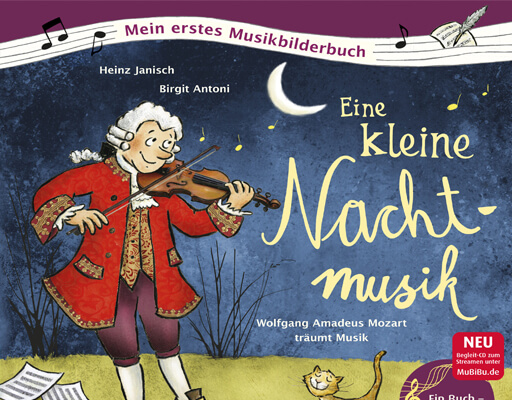 Mein erstes Musikbilderbuch
Heinz Janisch
Birgit Antoni
Eine
kleine
Nacht-
musik
Wolfgang Amadeus Mozart
träumt Musik
NEU
Begleit-CD zum
Streamen unter
MuBiBu.de
Ein Buch –